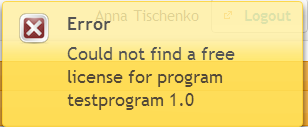 Anna Tischenko Logout
Error
Could not find a free
license for program
testprogram 1.0